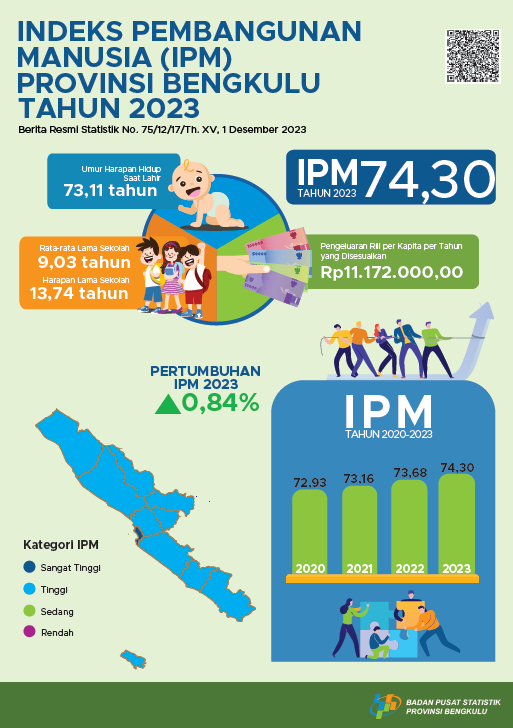 INDEKS PEMBANGUNAN
MANUSIA (IPM)
PROVINSI BENGKULU
TAHUN 2023
Berita Resmi Statistik No. 75/12/17/Th. XV, 1 Desember 2023
Umur Harapan Hidup
Saat Lahir
73,11 tahun
IPM
TAHUN 2023
74,30
Rata-rata Lama Sekolah
9,03 tahun
Harapan Lama Sekolah
13,74 tahun
Pengeluaran Riil per Kapita per Tahun
yang Disesuaikan
Rp11.172.000,00
PERTUMBUHAN
IPM 2023
0,84%
IPM
TAHUN 2020-2023
72,93
73,16
73,68
74,30
2020
2021
2022
2023
Kategori IPM
Sangat Tinggi
Tinggi
Sedang
Rendah
BADAN PUSAT STATISTIK
PROVINSI BENGKULU